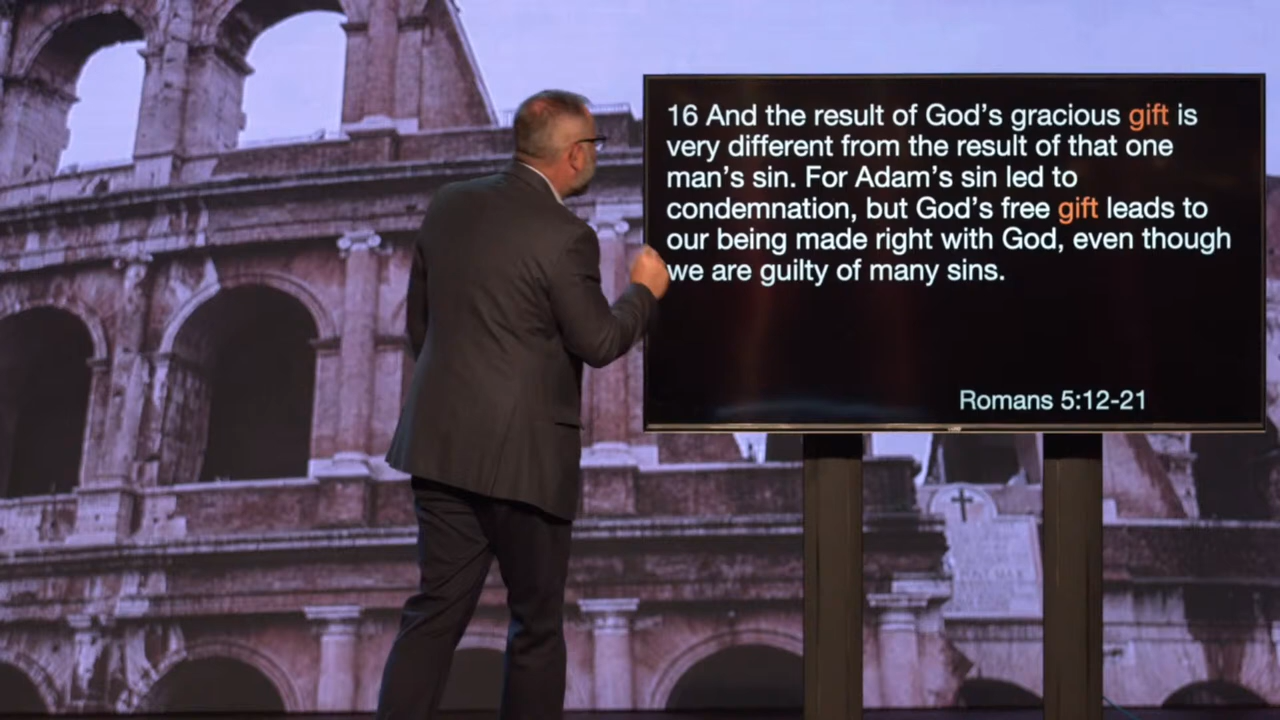 16 And the result of God's gracious gift is
very different from the result of that one
man's sin. For Adam's sin led to
condemnation, but God's free gift leads to
our being made right with God, even though
we are guilty of many sins.
Romans 5:12-21